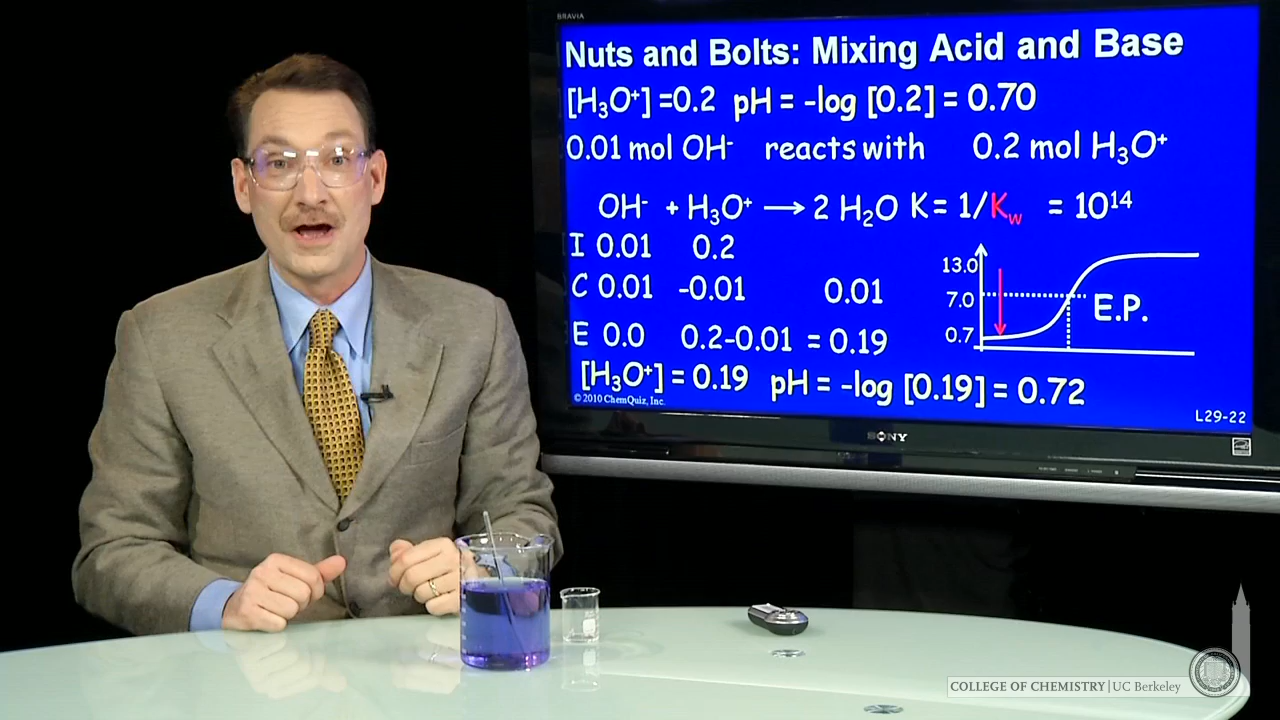 BRAVIA
Nuts and Bolts: Mixing Acid and Base
[H₃O⁺] =0.2 pH = -log [0.2] = 0.70
0.01 mol OH⁻ reacts with 0.2 mol H₃O⁺
OH⁻ + H₃O⁺ → 2 H₂O K = 1/Kw = 10¹⁴
I 0.01 0.2
C 0.01 -0.01 0.01
E 0.0 0.2-0.01 = 0.19
13.0
7.0
0.7
E.P.
[H₃O⁺] = 0.19 pH = -log [0.19] = 0.72
© 2010 ChemQuiz, Inc.
L29-22
SONY
COLLEGE OF CHEMISTRY | UC Berkeley